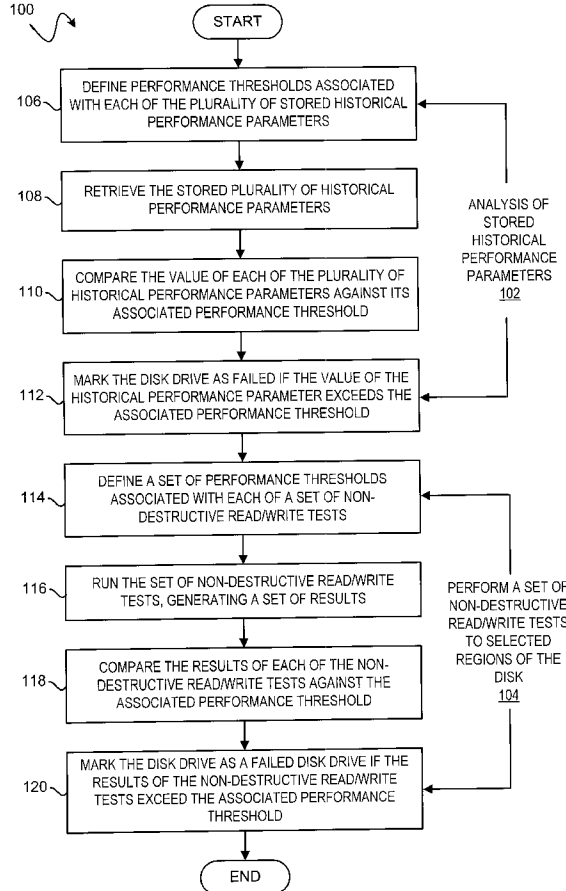 100
START
106
DEFINE PERFORMANCE THRESHOLDS ASSOCIATED
WITH EACH OF THE PLURALITY OF STORED HISTORICAL
PERFORMANCE PARAMETERS
108
RETRIEVE THE STORED PLURALITY OF HISTORICAL
PERFORMANCE PARAMETERS
ANALYSIS OF
STORED
HISTORICAL
PERFORMANCE
PARAMETERS
102
110
COMPARE THE VALUE OF EACH OF THE PLURALITY OF
HISTORICAL PERFORMANCE PARAMETERS AGAINST ITS
ASSOCIATED PERFORMANCE THRESHOLD
112
MARK THE DISK DRIVE AS FAILED IF THE VALUE OF THE
HISTORICAL PERFORMANCE PARAMETER EXCEEDS THE
ASSOCIATED PERFORMANCE THRESHOLD
114
DEFINE A SET OF PERFORMANCE THRESHOLDS
ASSOCIATED WITH EACH OF A SET OF NON-
DESTRUCTIVE READ/WRITE TESTS
116
RUN THE SET OF NON-DESTRUCTIVE READ/WRITE
TESTS, GENERATING A SET OF RESULTS
PERFORM A SET OF
NON-DESTRUCTIVE
READ/WRITE TESTS
TO SELECTED
REGIONS OF THE
DISK
104
118
COMPARE THE RESULTS OF EACH OF THE NON-
DESTRUCTIVE READ/WRITE TESTS AGAINST THE
ASSOCIATED PERFORMANCE THRESHOLD
120
MARK THE DISK DRIVE AS A FAILED DISK DRIVE IF THE
RESULTS OF THE NON-DESTRUCTIVE READ/WRITE
TESTS EXCEED THE ASSOCIATED PERFORMANCE
THRESHOLD
END